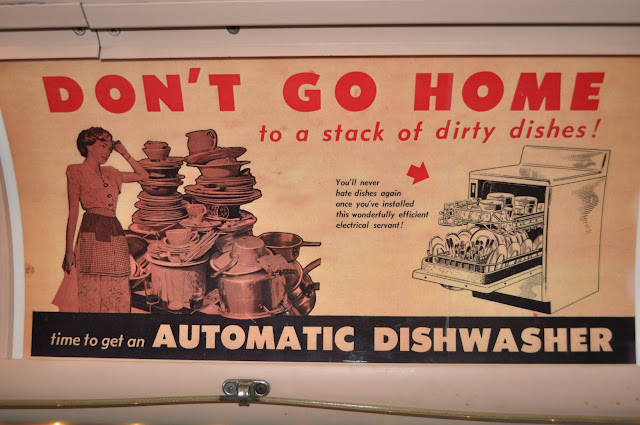 DON'T GO HOME
to a stack of dirty dishes!
You'll never
hate dishes again
once you've installed
this wonderfully efficient
electrical servant!
time to get an AUTOMATIC DISHWASHER